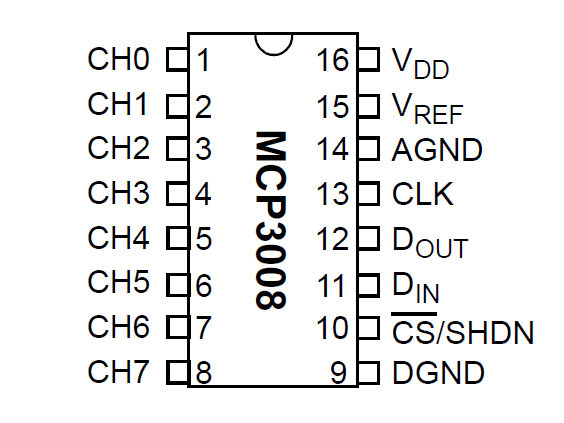 CH0 1 16 VDD
CH1 2 15 VREF
CH2 3 14 AGND
CH3 4 13 CLK
CH4 5 12 DOUT
CH5 6 11 DIN
CH6 7 10 CS/SHDN
CH7 8 9 DGND
MCP3008